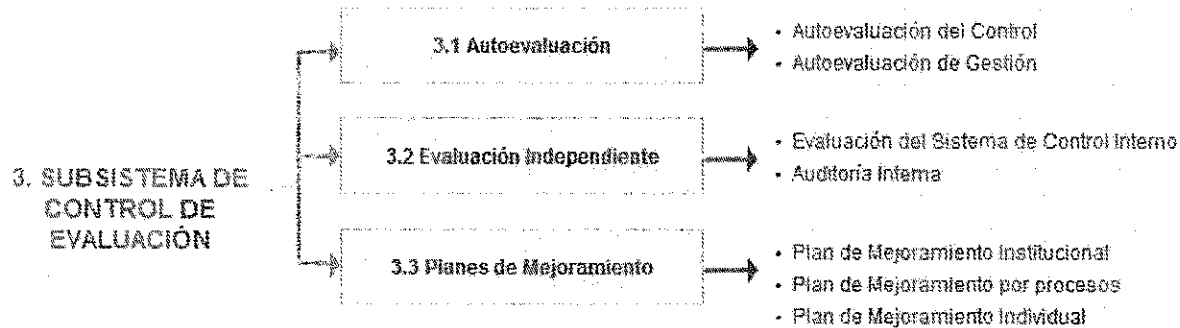 3. SUBSISTEMA DE
CONTROL DE
EVALUACIÓN
3.1 Autoevaluación
• Autoevaluación del Control
• Autoevaluación de Gestión
3.2 Evaluación Independiente
• Evaluación del Sistema de Control Interno
• Auditoría Interna
3.3 Planes de Mejoramiento
• Plan de Mejoramiento Institucional
• Plan de Mejoramiento por procesos
• Plan de Mejoramiento Individual